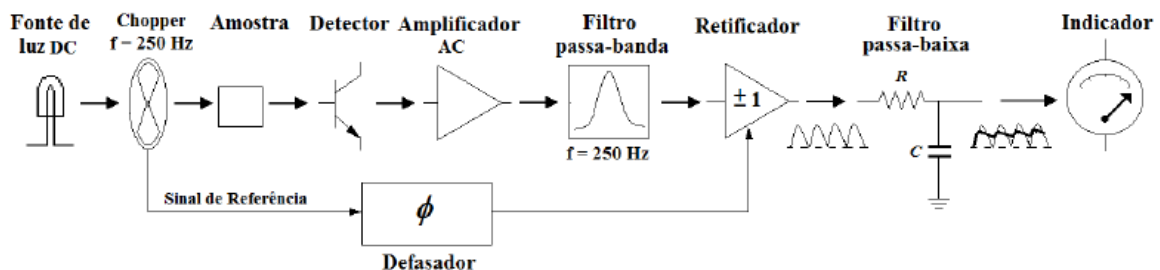 Fonte de
luz DC
Chopper
f = 250 Hz
Amostra
Detector
Amplificador
AC
Filtro
passa-banda
f = 250 Hz
Retificador
± 1
Filtro
passa-baixa
R
C
Indicador
Sinal de Referência
ϕ
Defasador